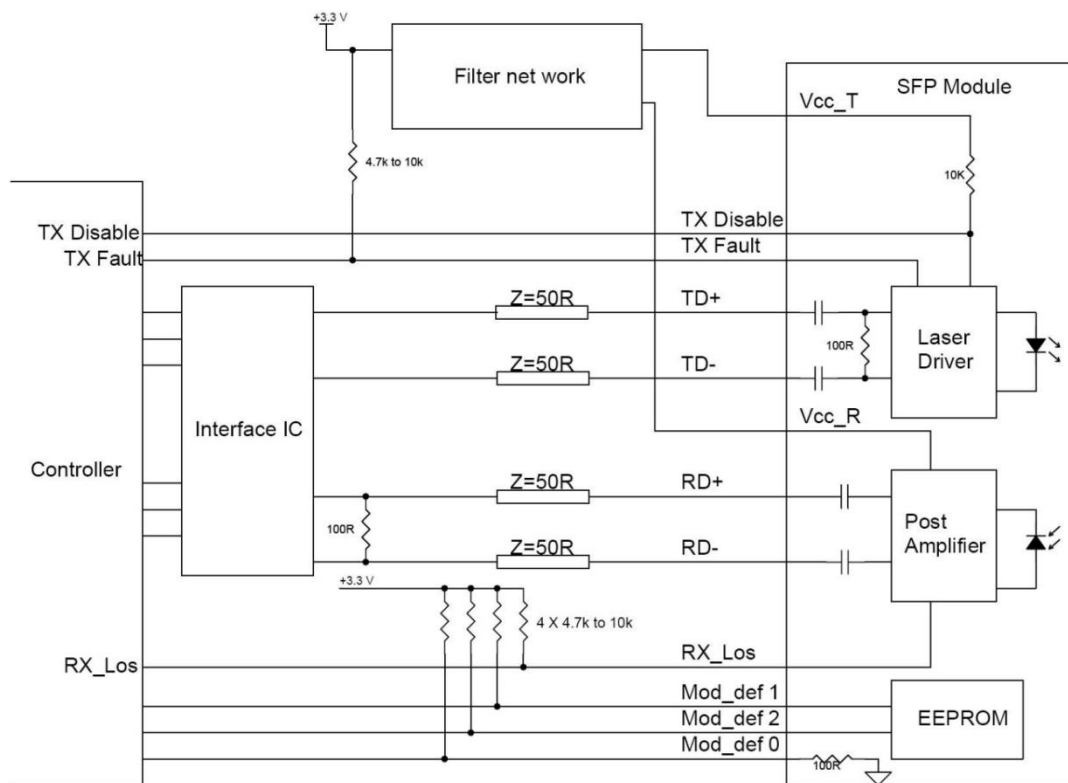 +3.3 V
Filter net work
SFP Module
Vcc_T
4.7k to 10k
10K
TX Disable
TX Disable
TX Fault
TX Fault
Z=50R
TD+
100R
Laser
Driver
Z=50R
TD-
Interface IC
Vcc_R
Controller
Z=50R
RD+
100R
Post
Amplifier
Z=50R
RD-
+3.3 V
4 X 4.7k to 10k
RX_Los
RX_Los
Mod_def 1
EEPROM
Mod_def 2
Mod_def 0
100R